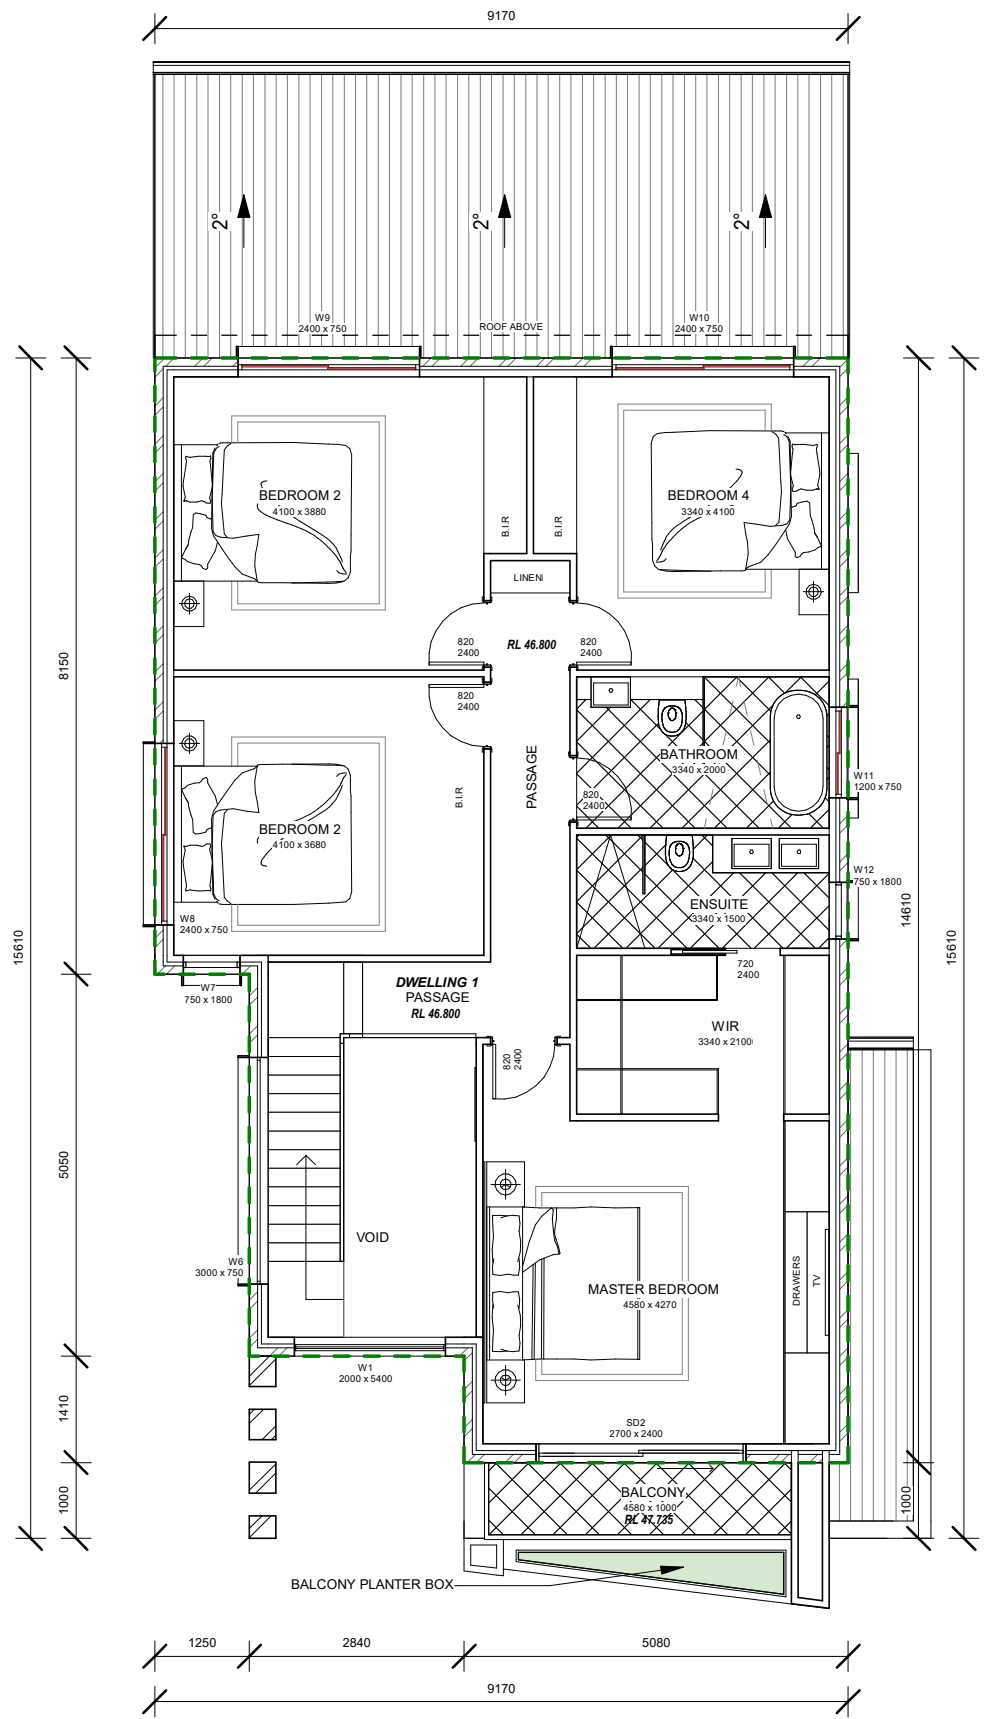 9170
2°
2°
2°
W9
2400 x 750
ROOF ABOVE
W10
2400 x 750
BEDROOM 2
4100 x 3880
B.I.R
B.I.R
BEDROOM 4
3340 x 4100
LINEN
820
2400
RL 46.800
820
2400
8150
820
2400
PASSAGE
BATHROOM
3340 x 2000
820
2400
W11
1200 x 750
B.I.R
BEDROOM 2
4100 x 3680
W8
2400 x 750
W12
750 x 1800
ENSUITE
3340 x 1500
14610
15610
15610
720
2400
W7
750 x 1800
DWELLING 1
PASSAGE
RL 46.800
WIR
3340 x 2100
820
2400
5050
VOID
W6
3000 x 750
MASTER BEDROOM
4580 x 4270
DRAWERS
TV
W1
2000 x 5400
1410
SD2
2700 x 2400
1000
BALCONY
4580 x 1000
RL 47.735
1000
BALCONY PLANTER BOX
1250
2840
5080
9170